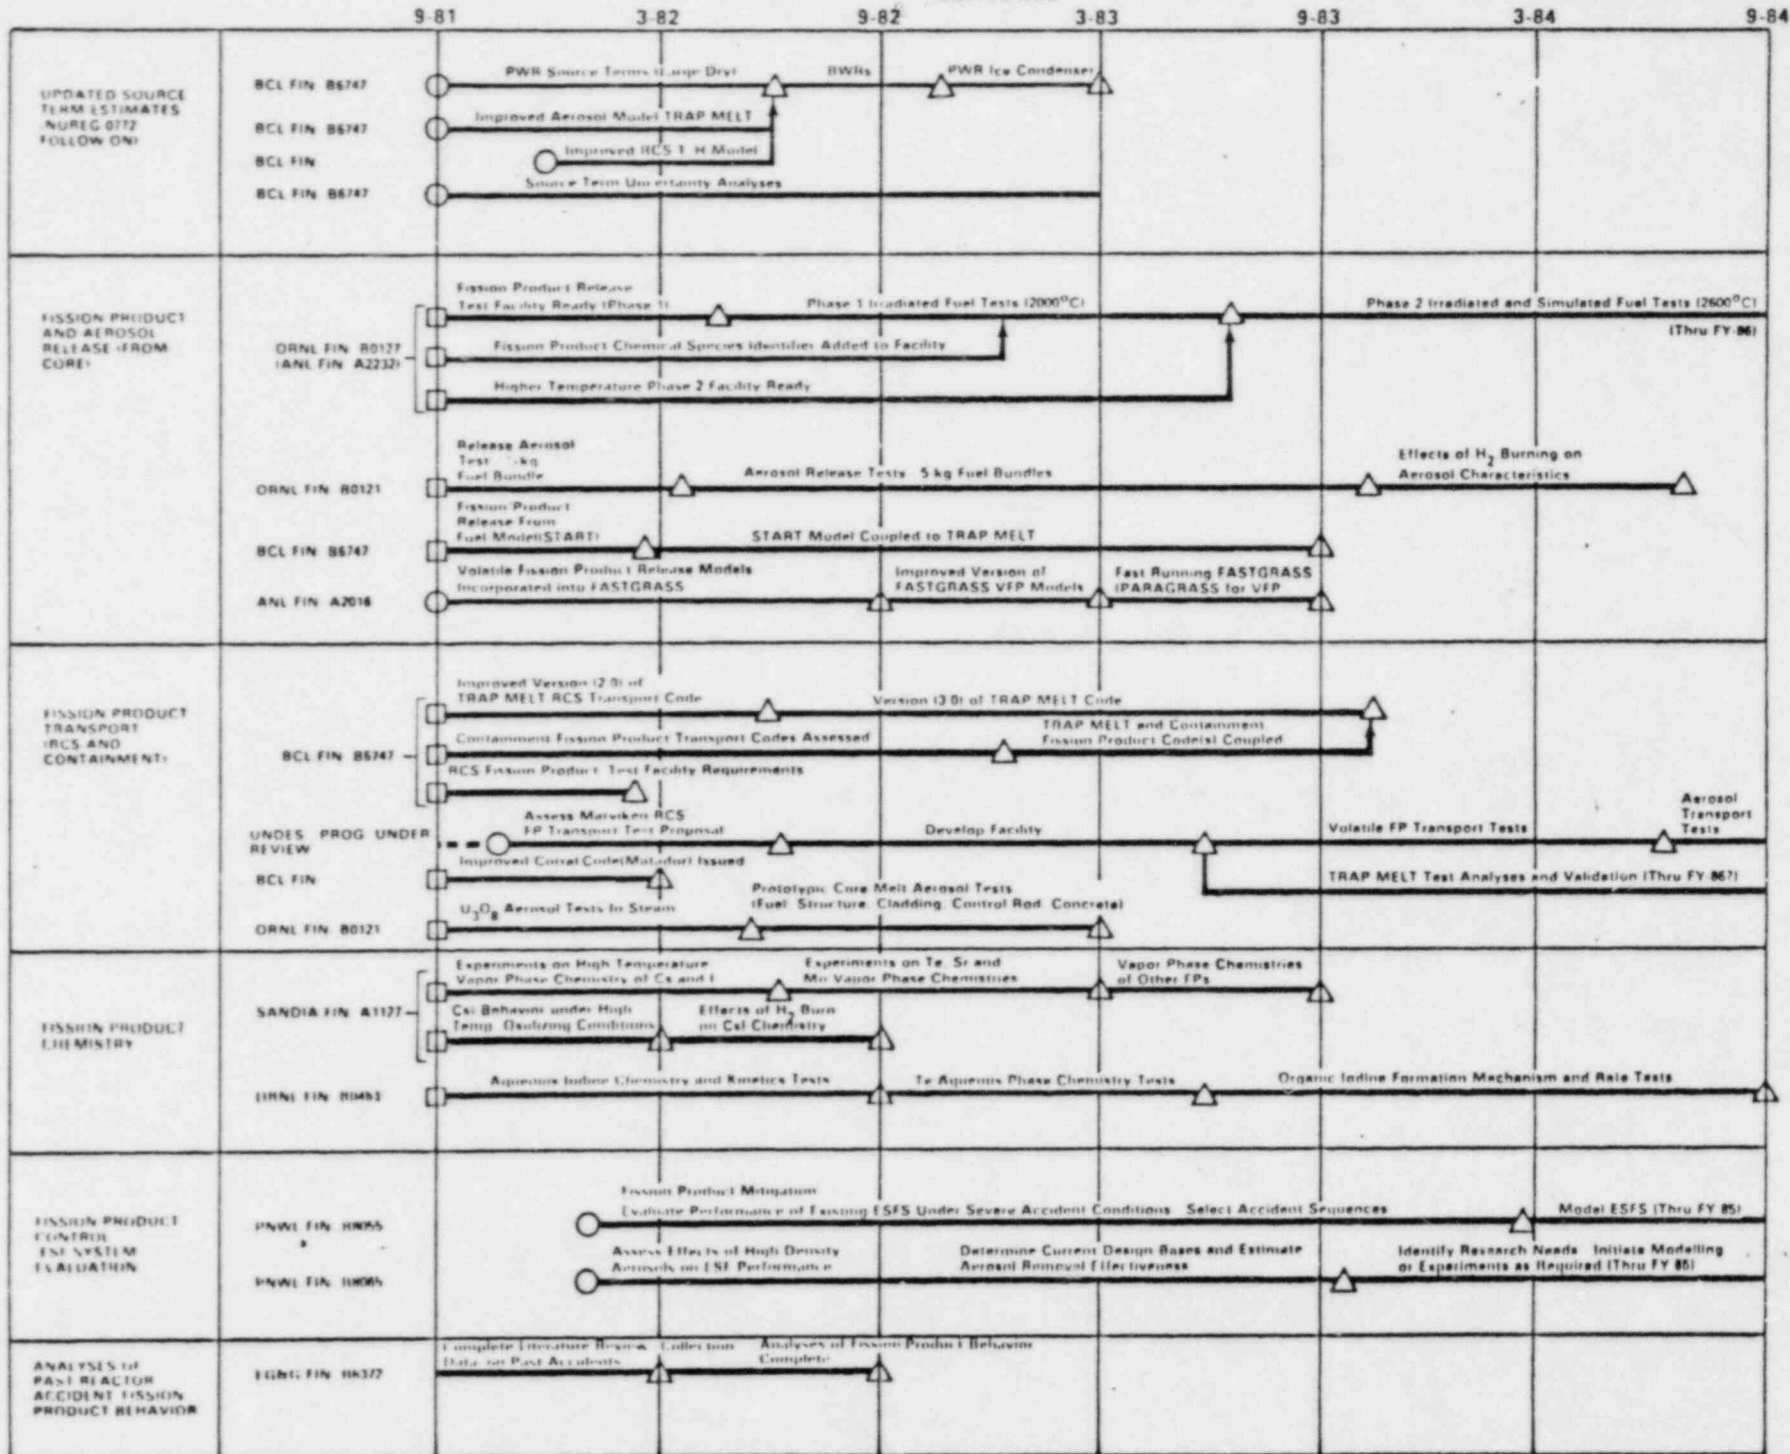 9-81 3-82 9-82 3-83 9-83 3-84 9-84
UPDATED SOURCE
TERM ESTIMATES
(NUREG 0772
FOLLOW ON)
BCL FIN B6747
PWR Source Terms (Large Dry)
BWRs
PWR Ice Condenser
BCL FIN B6747
Improved Aerosol Model TRAP MELT
BCL FIN
Improved RCS T H Model
BCL FIN B6747
Source Term Uncertainty Analyses
FISSION PRODUCT
AND AEROSOL
RELEASE (FROM
CORE)
ORNL FIN B0127
(ANL FIN A2232)
Fission Product Release
Test Facility Ready (Phase 1)
Phase 1 Irradiated Fuel Tests (2000°C)
Phase 2 Irradiated and Simulated Fuel Tests (2600°C)
(Thru FY-86)
Fission Product Chemical Species Identifier Added to Facility
Higher Temperature Phase 2 Facility Ready
ORNL FIN B0121
Release Aerosol
Test -kg
Fuel Bundle
Aerosol Release Tests 5 kg Fuel Bundles
Effects of H2 Burning on
Aerosol Characteristics
BCL FIN B6747
Fission Product
Release From
Fuel Model(START)
START Model Coupled to TRAP MELT
ANL FIN A2016
Volatile Fission Product Release Models
Incorporated into FASTGRASS
Improved Version of
FASTGRASS VFP Models
Fast Running FASTGRASS
(PARAGRASS for VFP
FISSION PRODUCT
TRANSPORT
(RCS AND
CONTAINMENT)
BCL FIN B6747
Improved Version (2.0) of
TRAP MELT RCS Transport Code
Version (3.0) of TRAP MELT Code
Containment Fission Product Transport Codes Assessed
TRAP MELT and Containment
Fission Product Code(s) Coupled
RCS Fission Product Test Facility Requirements
UNDES PROG UNDER
REVIEW
Assess Marviken RCS
FP Transport Test Proposal
Develop Facility
Volatile FP Transport Tests
Aerosol
Transport
Tests
TRAP MELT Test Analyses and Validation (Thru FY-86?)
BCL FIN
Improved Corral Code(Matador) Issued
ORNL FIN B0121
U3O8 Aerosol Tests In Steam
Prototypic Core Melt Aerosol Tests
(Fuel Structure, Cladding, Control Rod, Concrete)
FISSION PRODUCT
CHEMISTRY
SANDIA FIN A1127
Experiments on High Temperature
Vapor Phase Chemistry of Cs and I
Experiments on Te, Sr and
Mo Vapor Phase Chemistries
Vapor Phase Chemistries
of Other FPs
CsI Behavior under High
Temp. Oxidizing Conditions
Effects of H2 Burn
on CsI Chemistry
ORNL FIN
Aqueous Iodine Chemistry and Kinetics Tests
Te Aqueous Phase Chemistry Tests
Organic Iodine Formation Mechanism and Rate Tests
FISSION PRODUCT
CONTROL
ESF SYSTEM
EVALUATION
PNWL FIN
Fission Product Mitigation
Evaluate Performance of Existing ESFS Under Severe Accident Conditions Select Accident Sequences
Model ESFS (Thru FY 85)
PNWL FIN
Assess Effects of High Density
Aerosols on ESF Performance
Determine Current Design Bases and Estimate
Aerosol Removal Effectiveness
Identify Research Needs Initiate Modelling
or Experiments as Required (Thru FY 85)
ANALYSES OF
PAST REACTOR
ACCIDENT FISSION
PRODUCT BEHAVIOR
EG&G FIN
Complete Literature Review Collection
Data on Past Accidents
Analyses of Fission Product Behavior
Complete